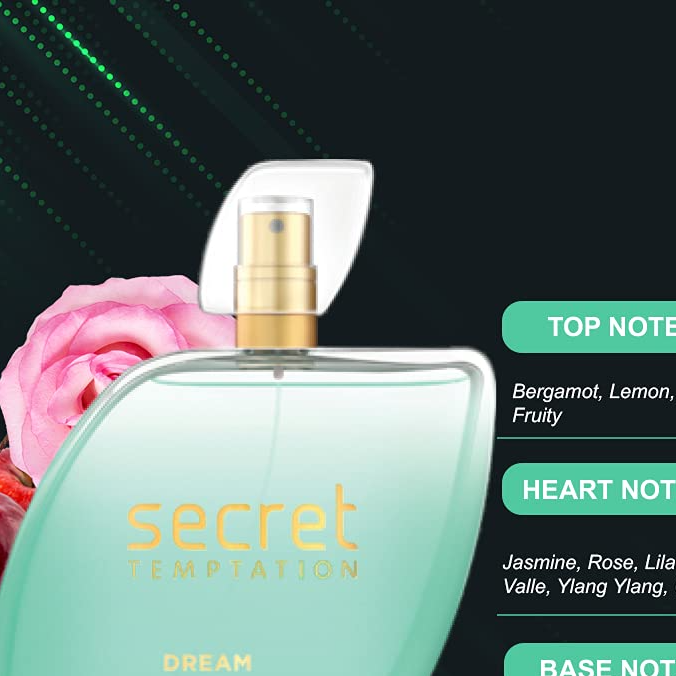 TOP NOTE
Bergamot, Lemon,
Fruity
HEART NOT
Jasmine, Rose, Lila
Valle, Ylang Ylang,
BASE NOT
secret
TEMPTATION
DREAM